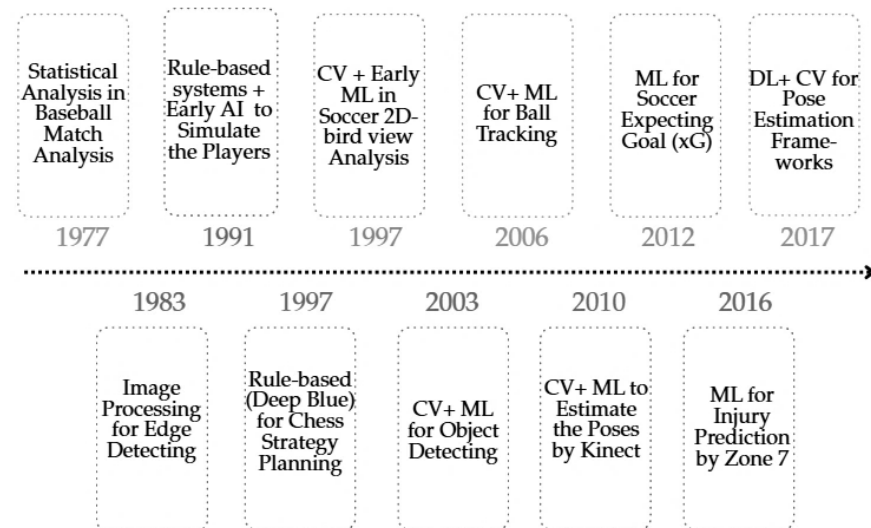 Statistical
Analysis in
Baseball
Match
Analysis
Rule-based
systems +
Early AI to
Simulate
the Players
CV + Early
ML in
Soccer 2D-
bird view
Analysis
CV+ ML
for Ball
Tracking
ML for
Soccer
Expecting
Goal (xG)
DL+ CV for
Pose
Estimation
Frame-
works
1977
1991
1997
2006
2012
2017
1983
1997
2003
2010
2016
Image
Processing
for Edge
Detecting
Rule-based
(Deep Blue)
for Chess
Strategy
Planning
CV+ ML
for Object
Detecting
CV+ ML to
Estimate
the Poses
by Kinect
ML for
Injury
Prediction
by Zone 7